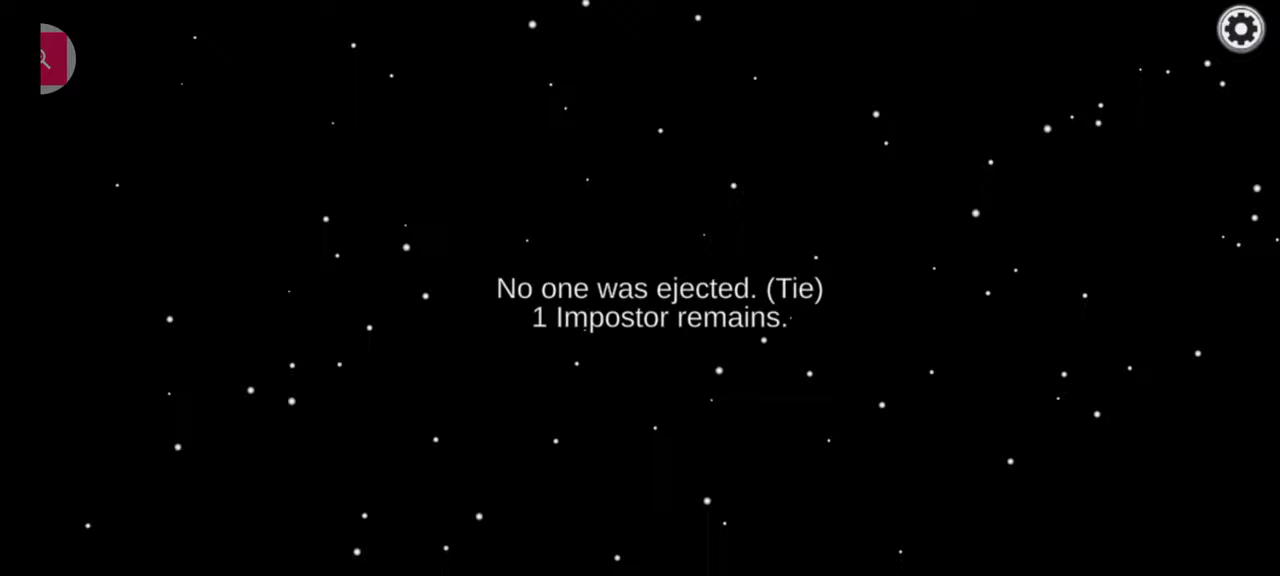 No one was ejected. (Tie)
1 Impostor remains.